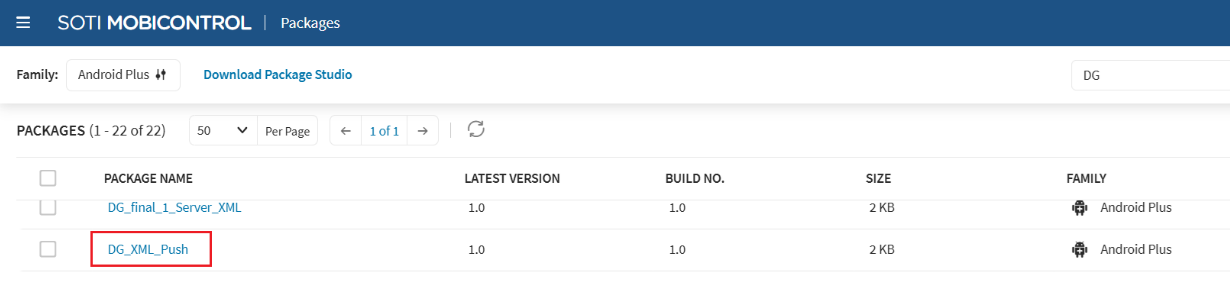 SOTI MOBICONTROL | Packages
Family: Android Plus Download Package Studio DG
PACKAGES (1 - 22 of 22) 50 Per Page 1 of 1
PACKAGE NAME LATEST VERSION BUILD NO. SIZE FAMILY
DG_final_1_Server_XML 1.0 1.0 2 KB Android Plus
DG_XML_Push 1.0 1.0 2 KB Android Plus